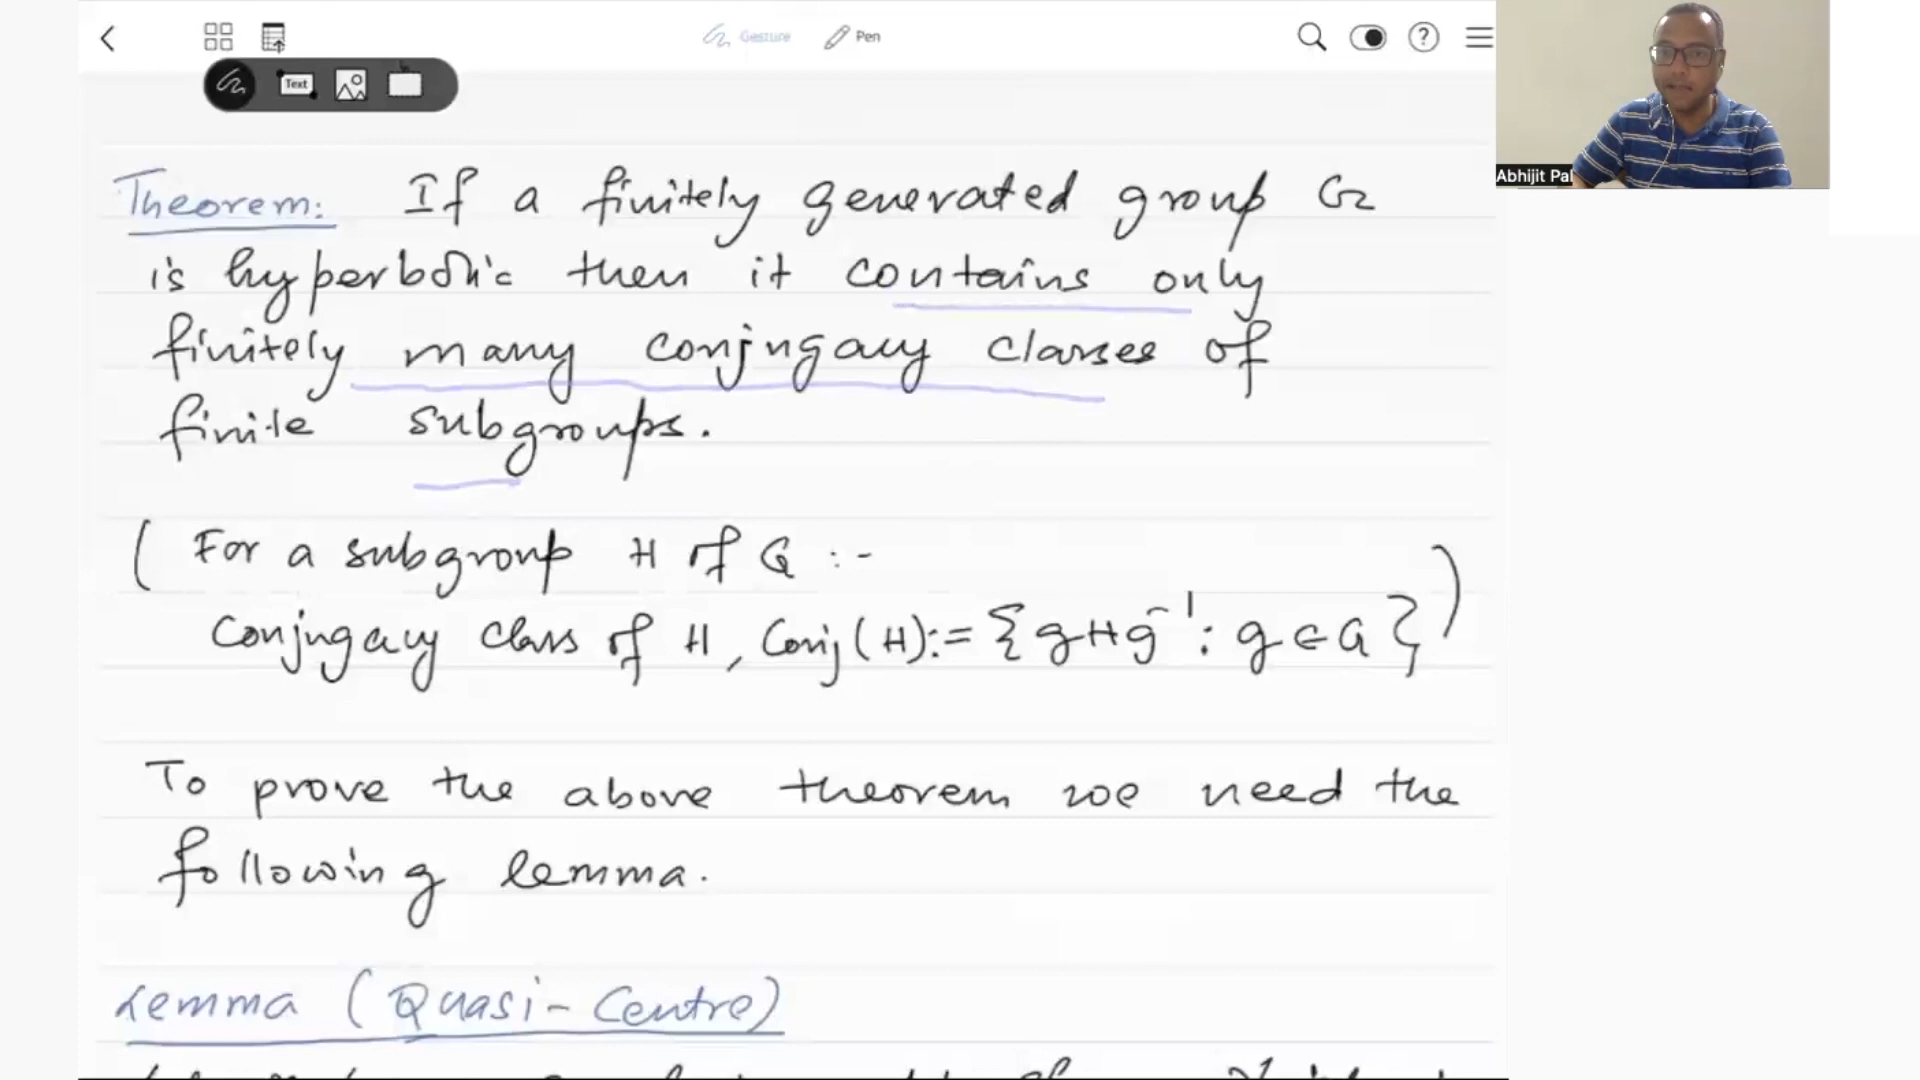 Gesture Pen
Text
Abhijit Pal
Theorem: If a finitely generated group G
is hyperbolic then it contains only
finitely many conjugacy classes of
finite subgroups.
( For a subgroup H of G :-
Conjugacy class of H, Conj(H):= {gHg⁻¹: g ∈ G})
To prove the above theorem we need the
following lemma.
Lemma (Quasi-Centre)